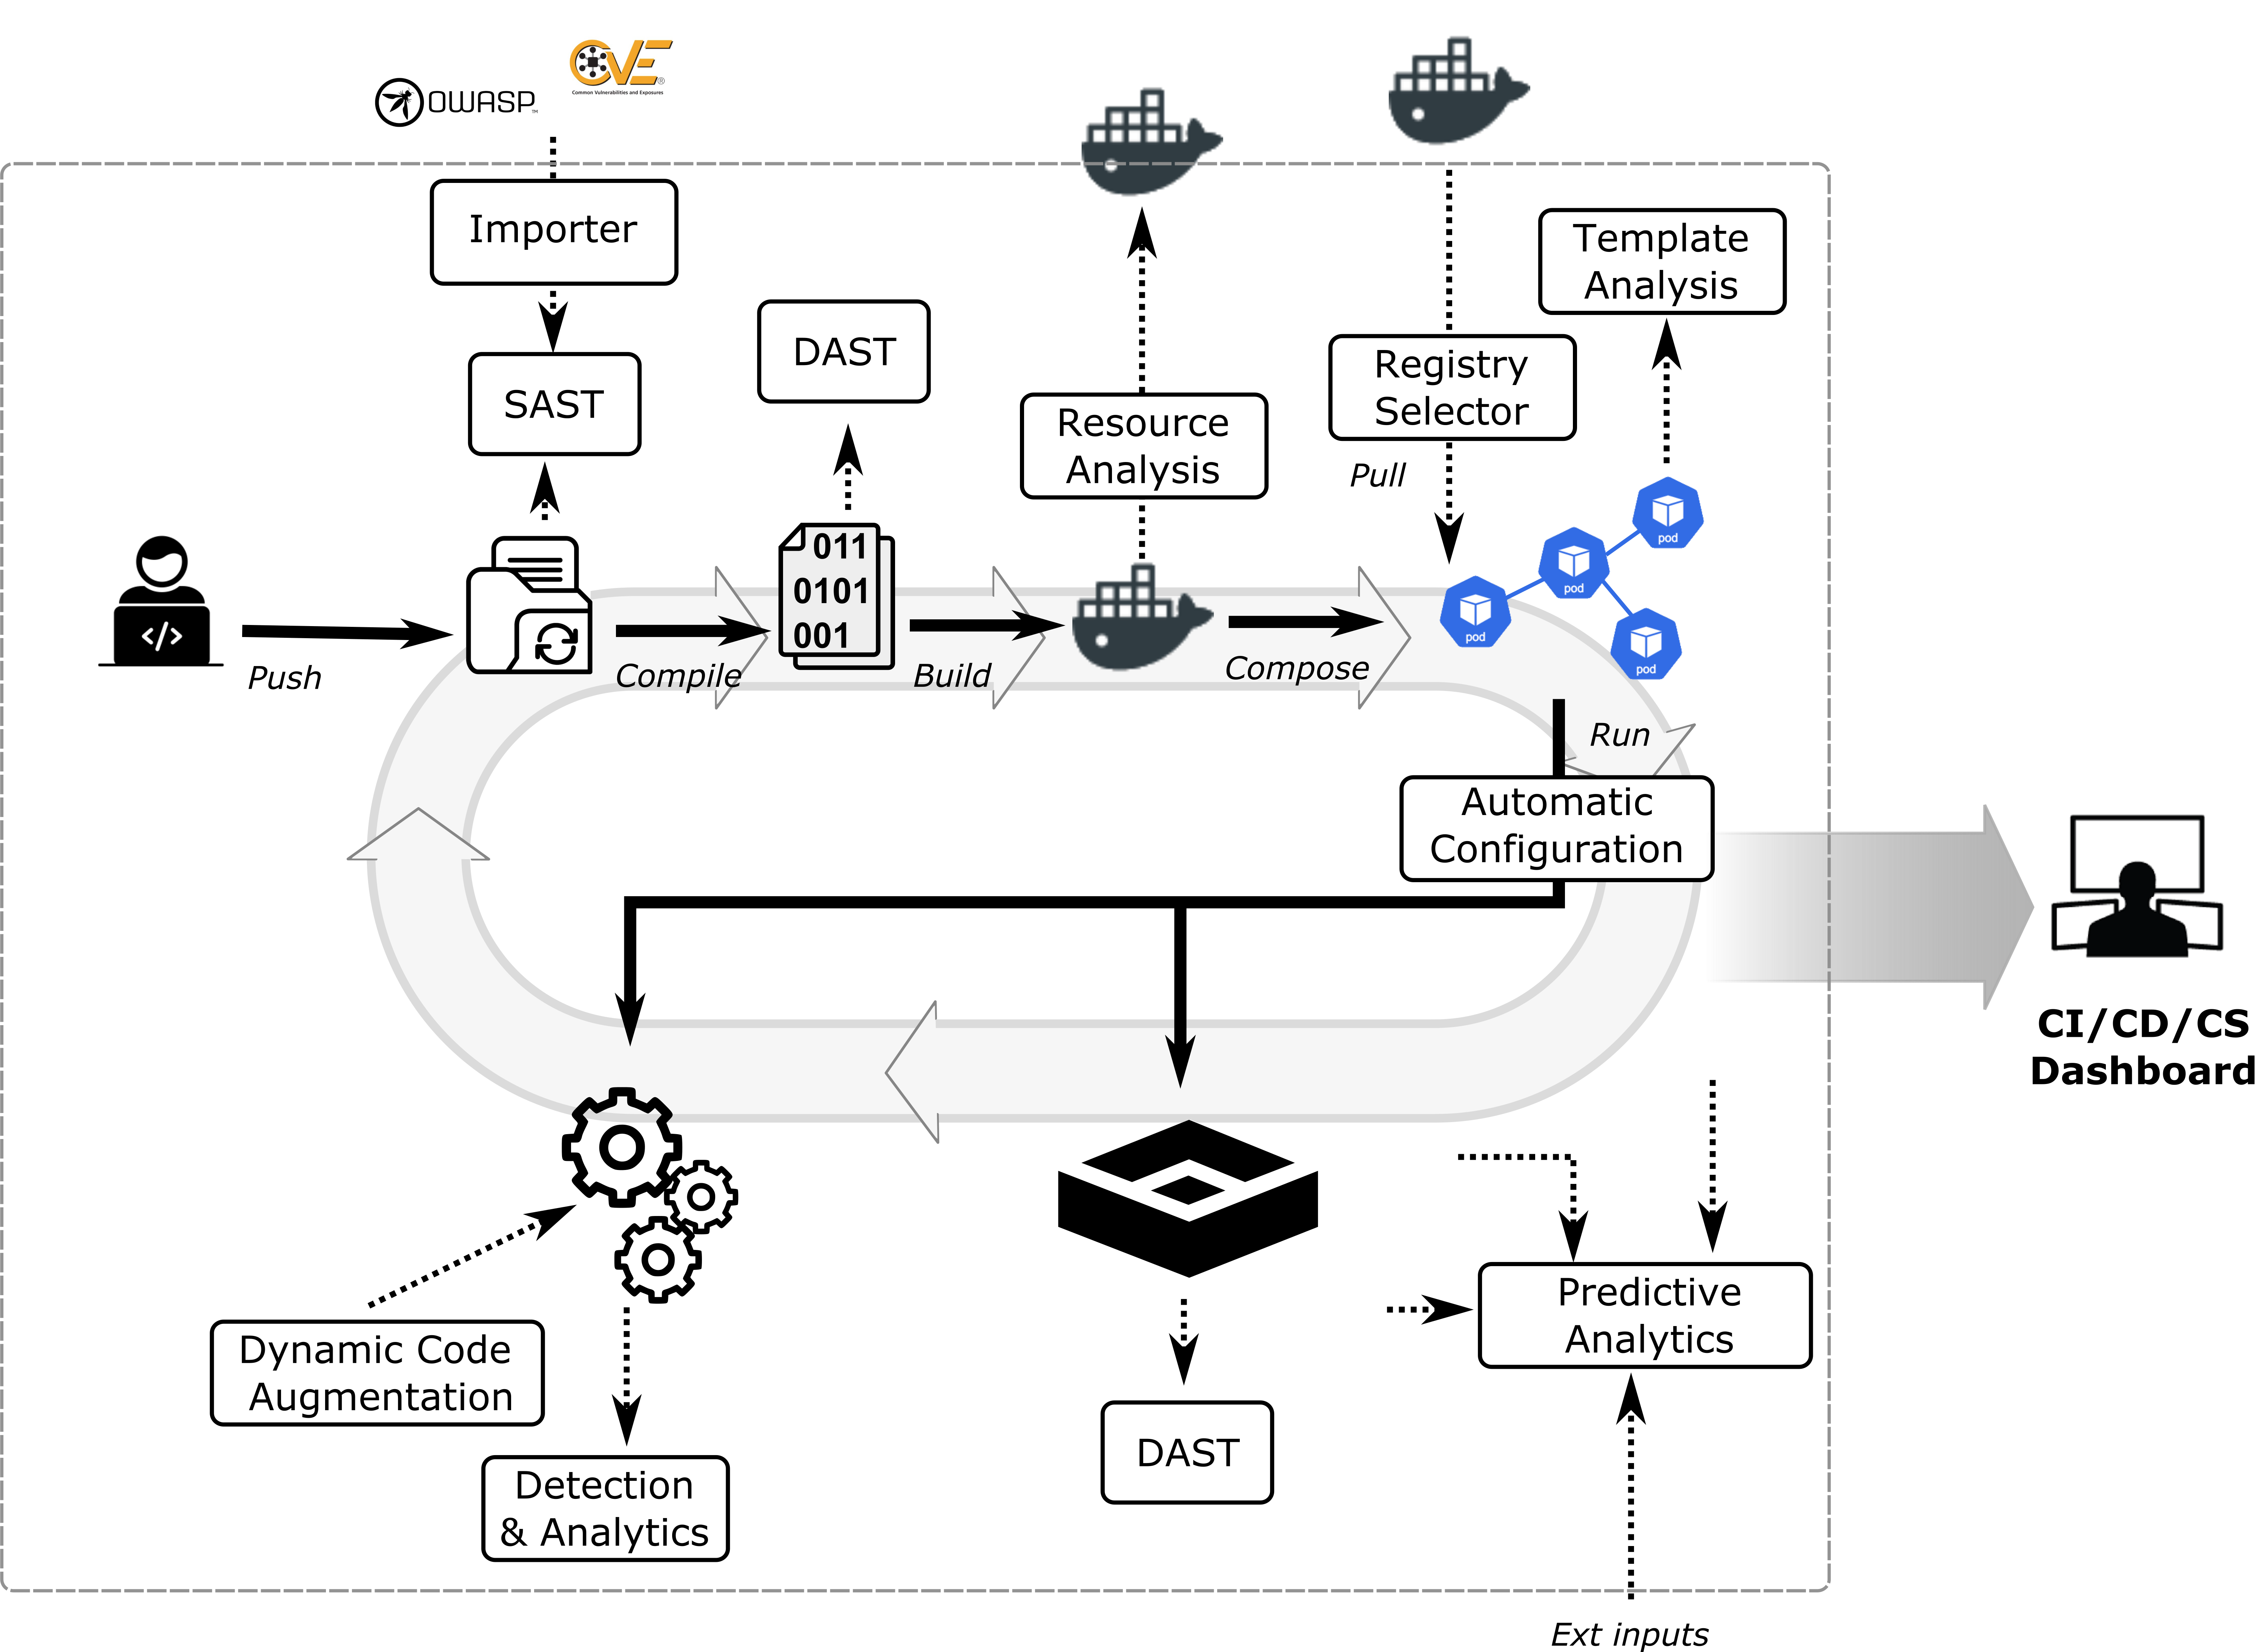 OWASP™
CVE®
Common Vulnerabilities and Exposures
Importer
Template
Analysis
DAST
Registry
Selector
SAST
Resource
Analysis
Pull
pod
pod
pod
pod
011
0101
001
</>
Push
Compile
Build
Compose
Run
Automatic
Configuration
CI/CD/CS
Dashboard
Predictive
Analytics
Dynamic Code
Augmentation
DAST
Detection
& Analytics
Ext inputs